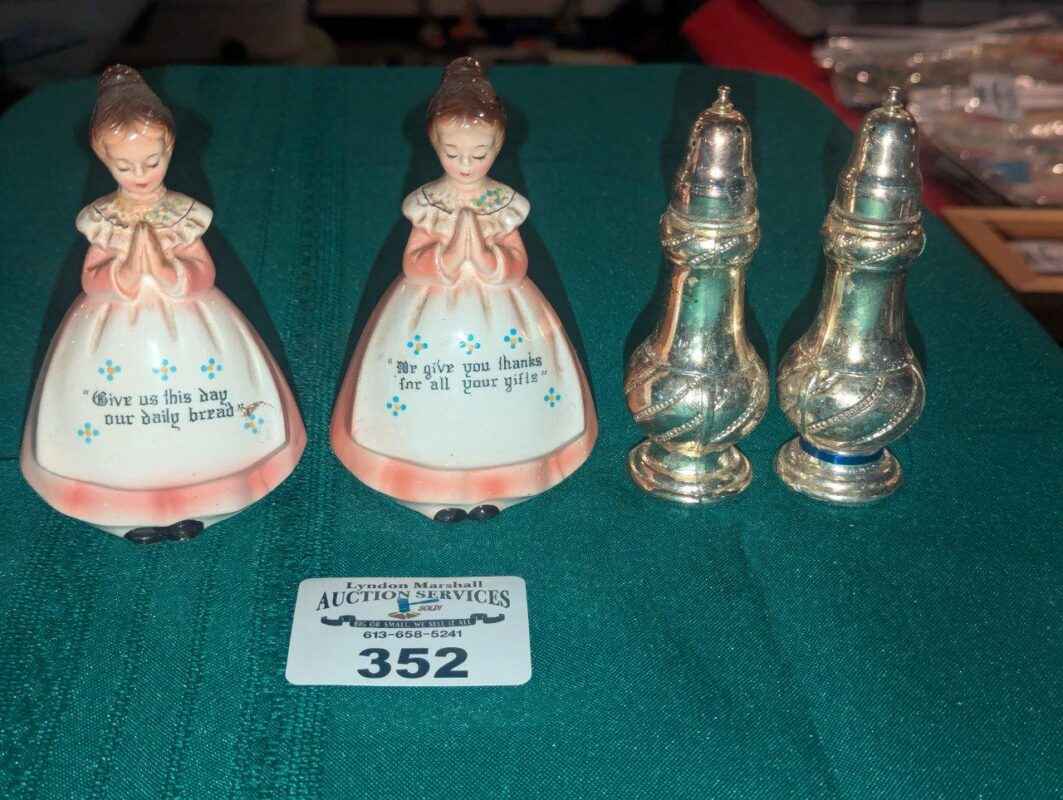 "Give us this day
our daily bread"
"We give you thanks
for all your gifts"
Lyndon Marshall
AUCTION SERVICES
SOLD!
BIG OR SMALL, WE SELL IT ALL
613-658-5241
352